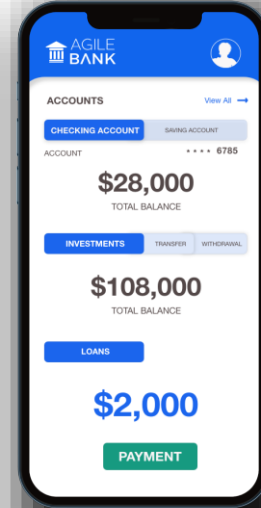 AGILE
BANK
ACCOUNTS
View All
CHECKING ACCOUNT
SAVING ACCOUNT
ACCOUNT
• • • • 6785
$28,000
TOTAL BALANCE
INVESTMENTS
TRANSFER
WITHDRAWAL
$108,000
TOTAL BALANCE
LOANS
$2,000
PAYMENT